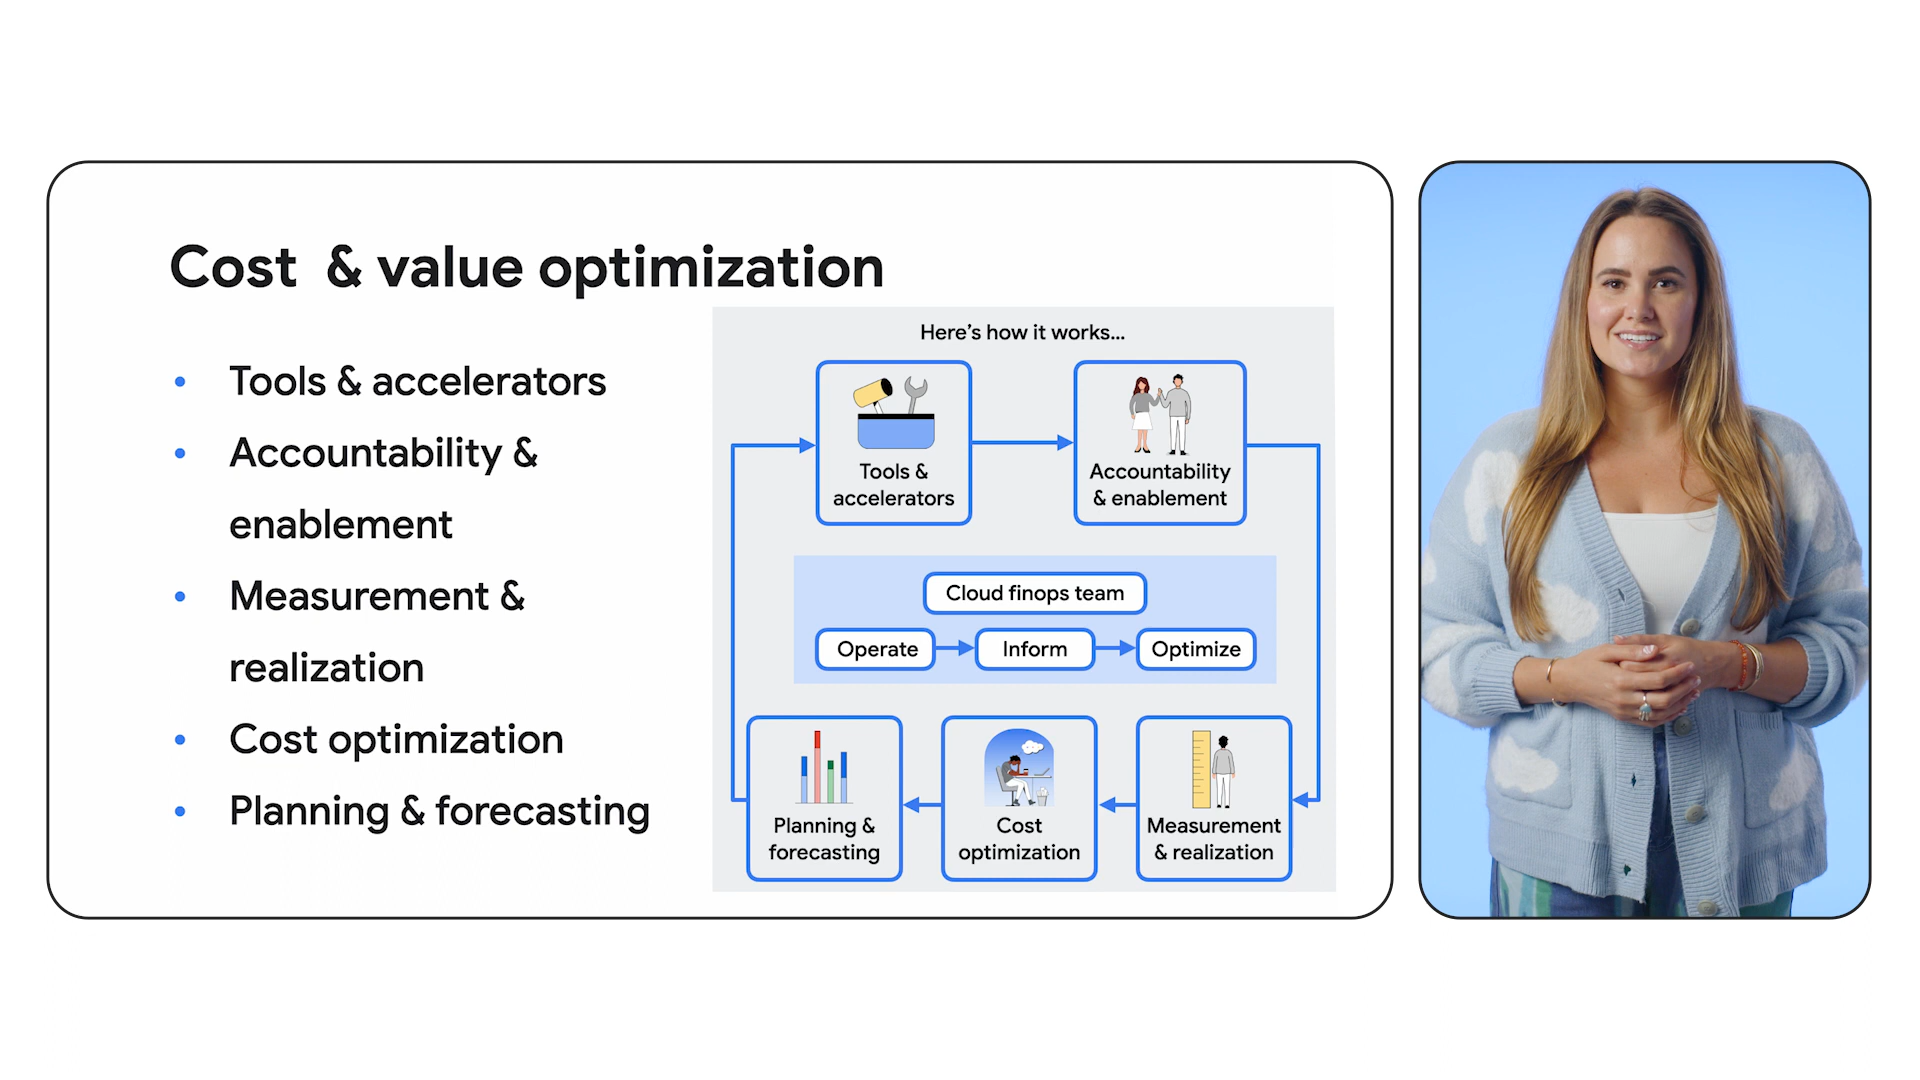 Cost & value optimization
Tools & accelerators
Accountability &
enablement
Measurement &
realization
Cost optimization
Planning & forecasting
Here’s how it works...
Tools &
accelerators
Accountability
& enablement
Cloud finops team
Operate
Inform
Optimize
Planning &
forecasting
Cost
optimization
Measurement
& realization